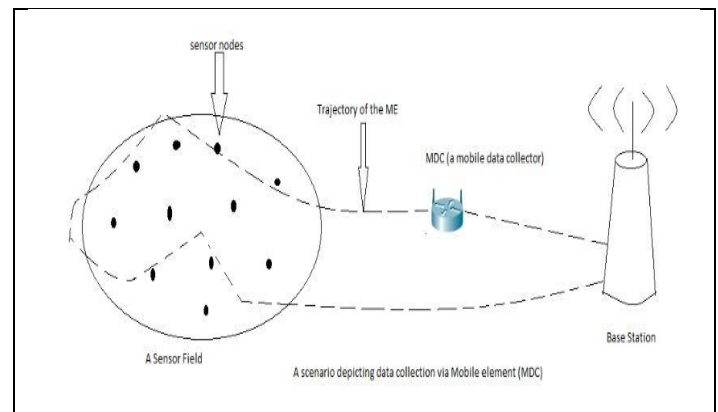 sensor nodes
Trajectory of the ME
MDC (a mobile data collector)
Base Station
A Sensor Field
A scenario depicting data collection via Mobile element (MDC)